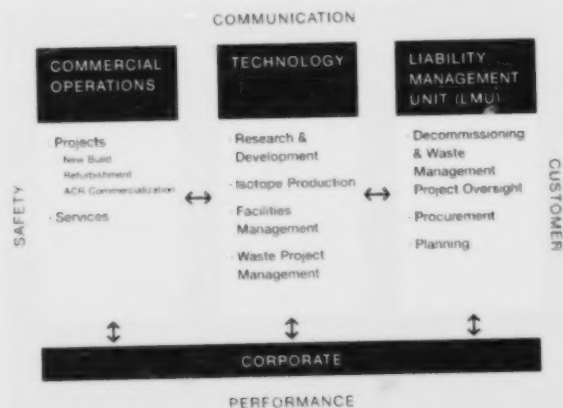 COMMUNICATION
COMMERCIAL
OPERATIONS
· Projects
New Build
Refurbishment
ACR Commercialization
· Services
TECHNOLOGY
· Research &
Development
· Isotope Production
· Facilities
Management
· Waste Project
Management
LIABILITY
MANAGEMENT
UNIT (LMU)
· Decommissioning
& Waste
Management
Project Oversight
· Procurement
· Planning
SAFETY
CUSTOMER
CORPORATE
PERFORMANCE